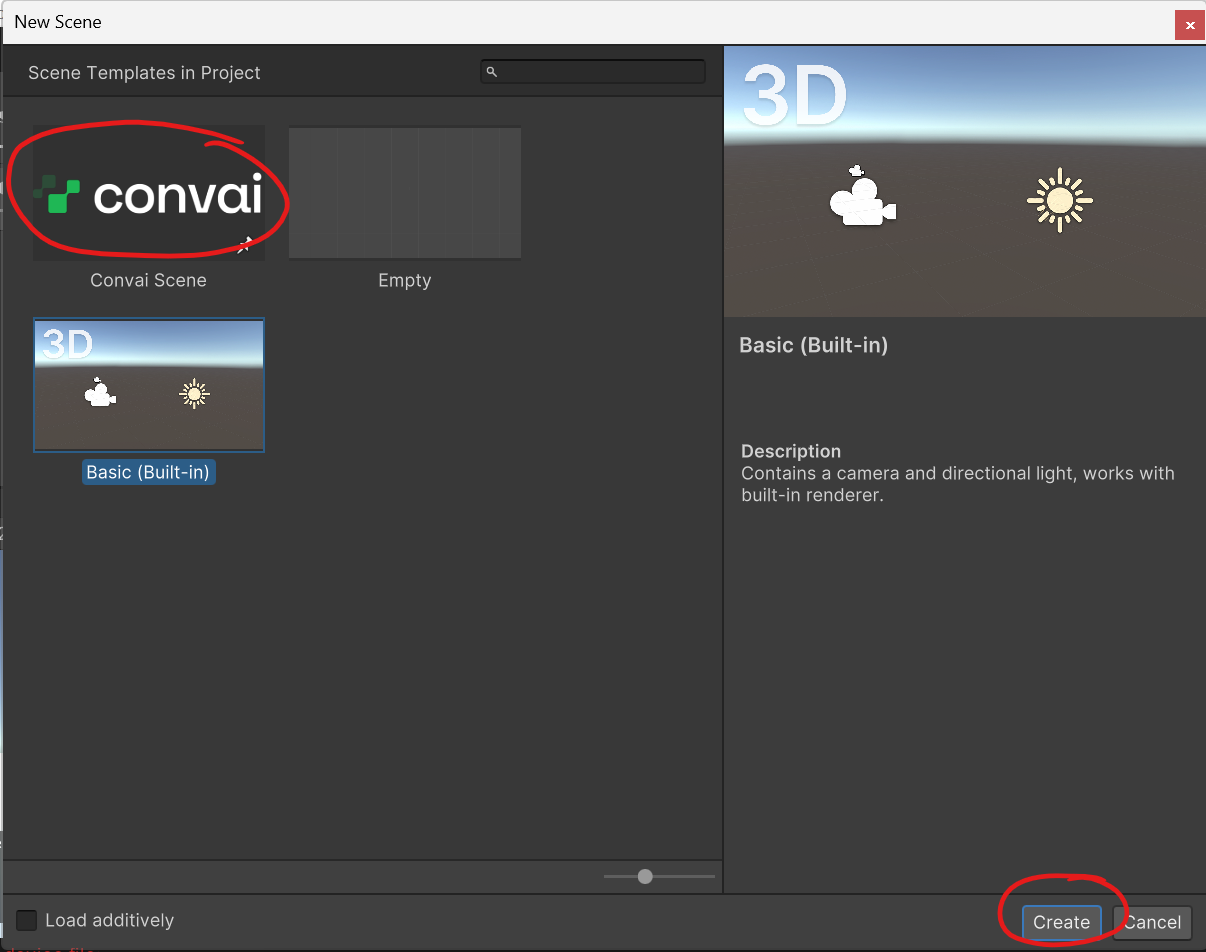 New Scene
Scene Templates in Project
convai
Convai Scene
Empty
3D
Basic (Built-in)
3D
Basic (Built-in)
Description
Contains a camera and directional light, works with
built-in renderer.
Load additively
Create
Cancel